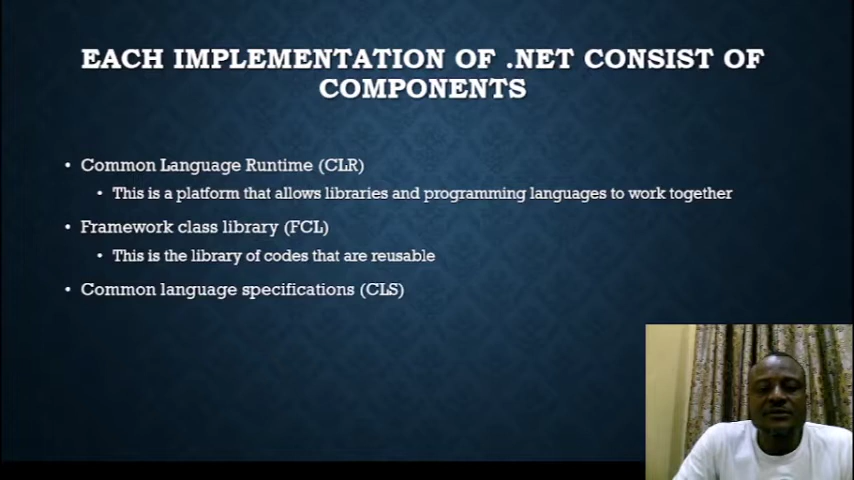 EACH IMPLEMENTATION OF .NET CONSIST OF
COMPONENTS
• Common Language Runtime (CLR)
• This is a platform that allows libraries and programming languages to work together
• Framework class library (FCL)
• This is the library of codes that are reusable
• Common language specifications (CLS)